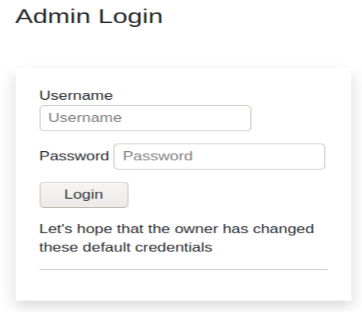 Admin Login
Username
Username
Password Password
Login
Let's hope that the owner has changed
these default credentials